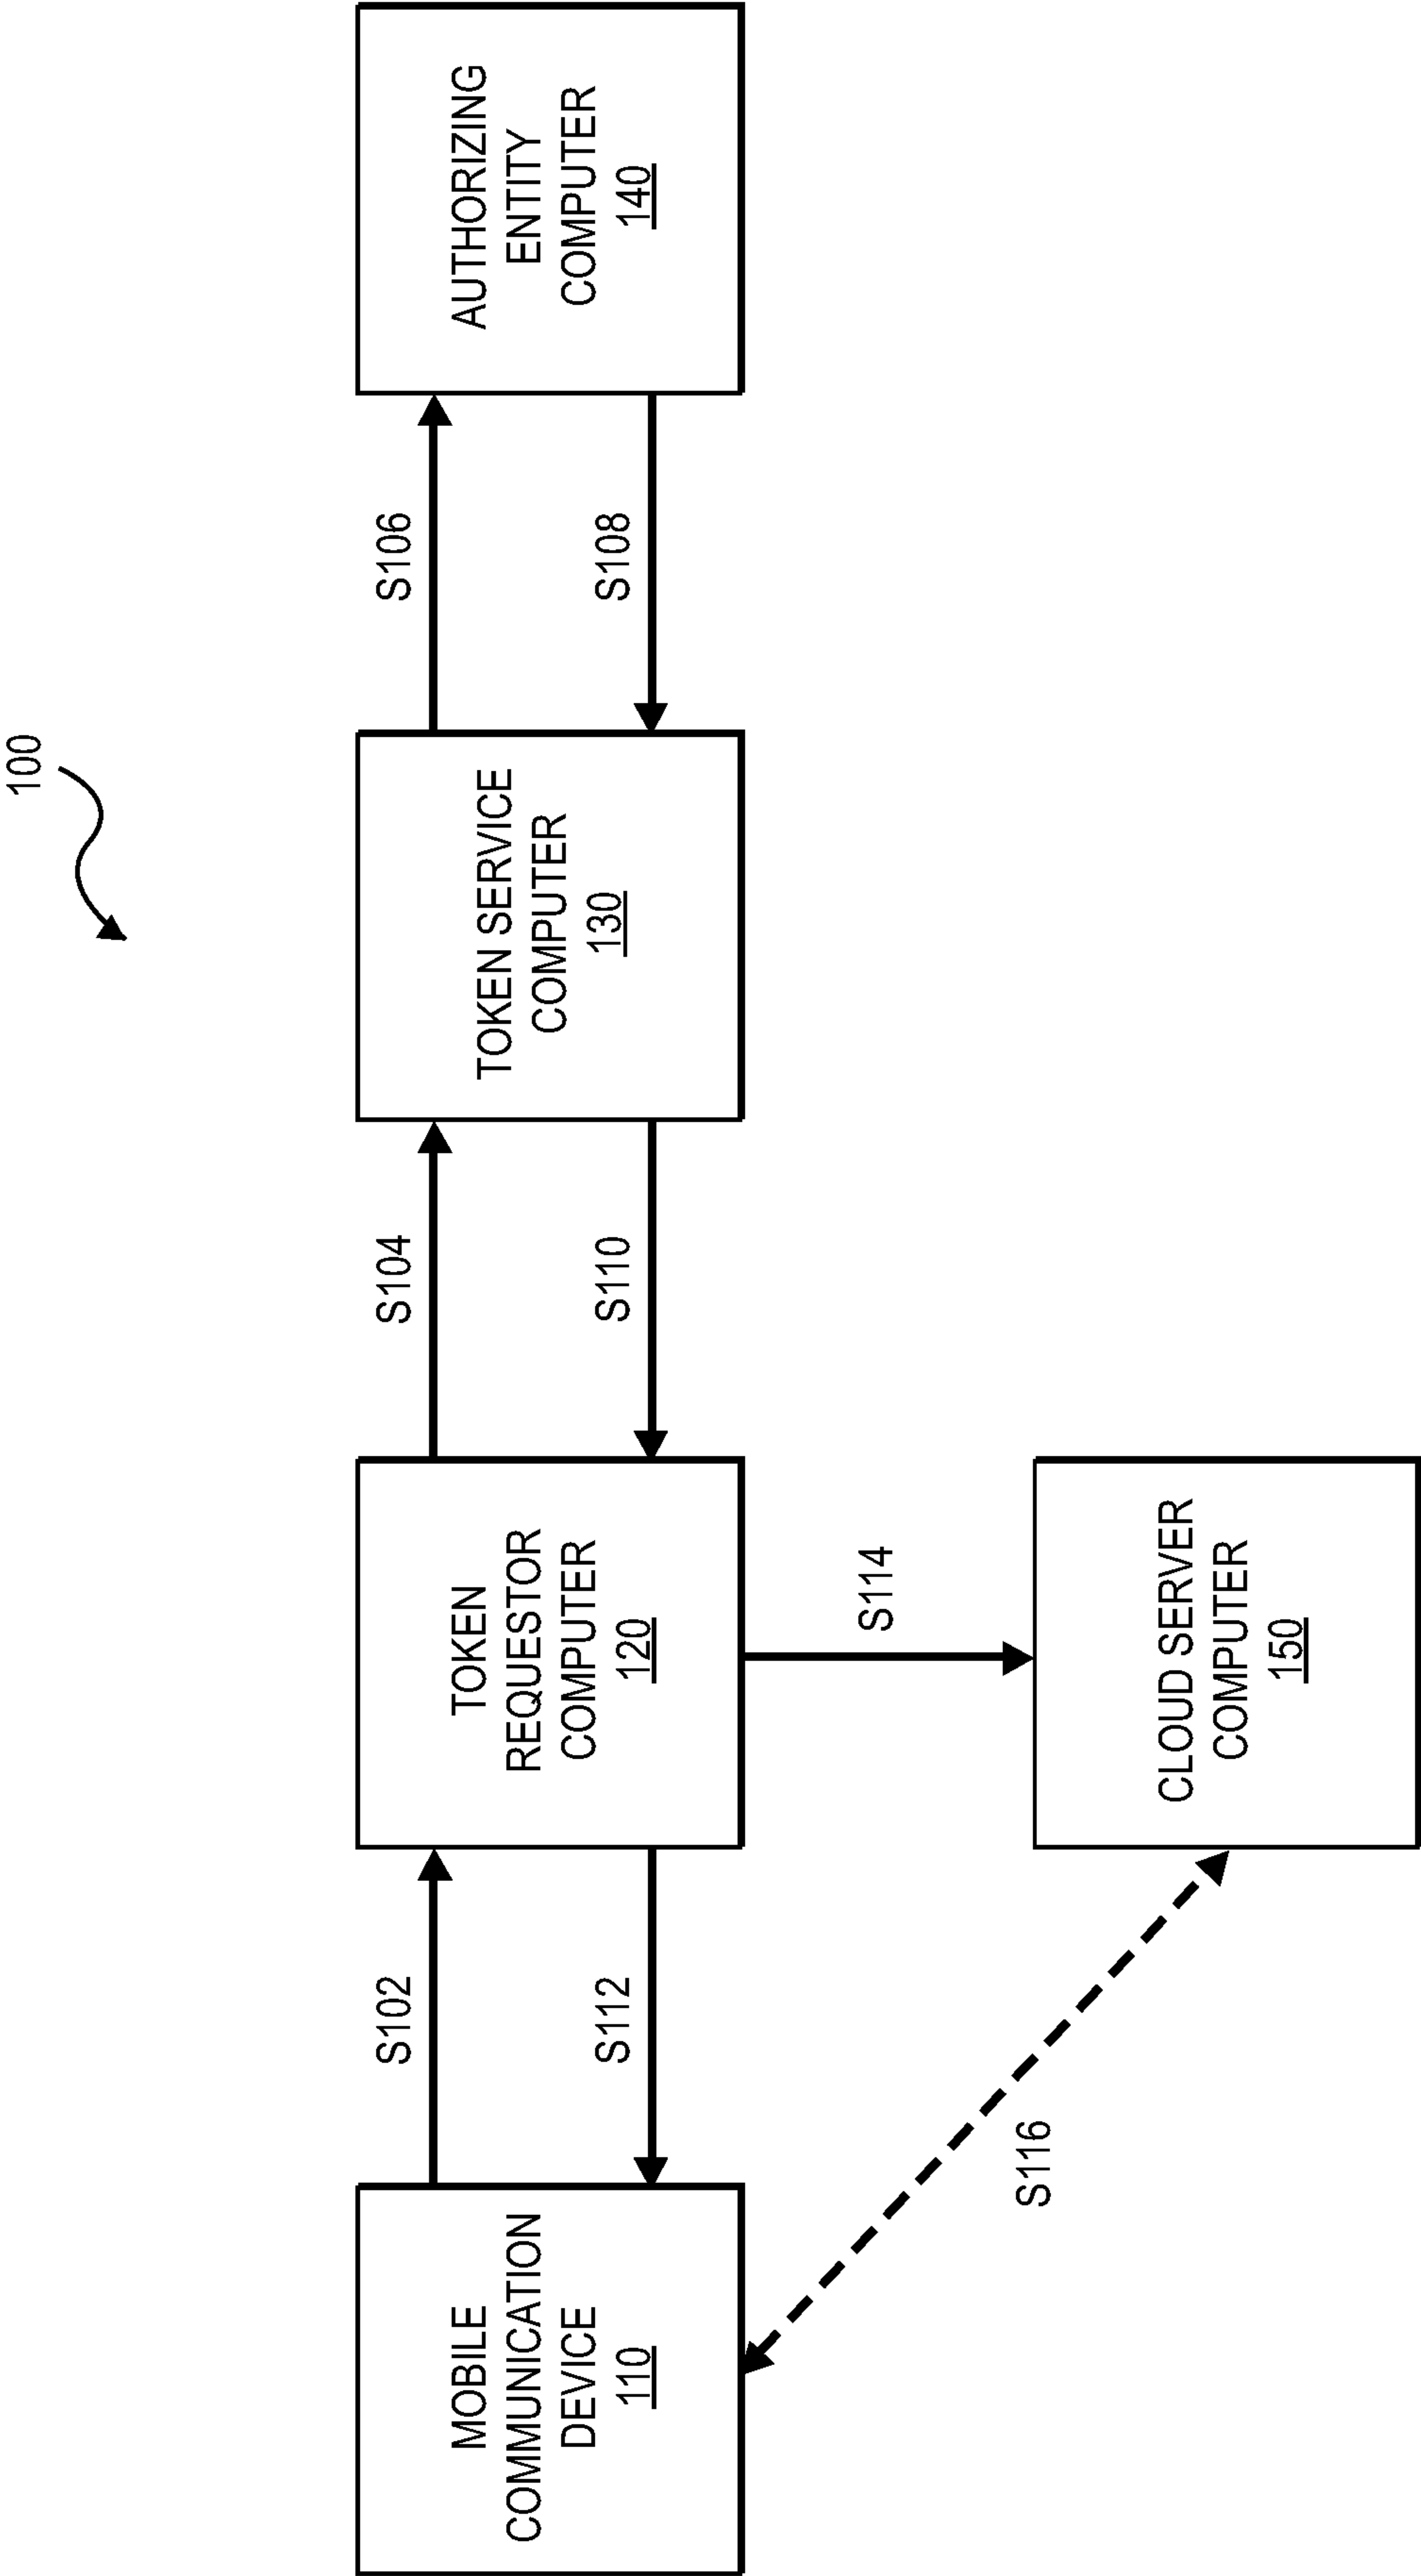 100
MOBILE
COMMUNICATION
DEVICE
110
S102
S112
TOKEN
REQUESTOR
COMPUTER
120
S104
S110
TOKEN SERVICE
COMPUTER
130
S106
S108
AUTHORIZING
ENTITY
COMPUTER
140
S114
S116
CLOUD SERVER
COMPUTER
150